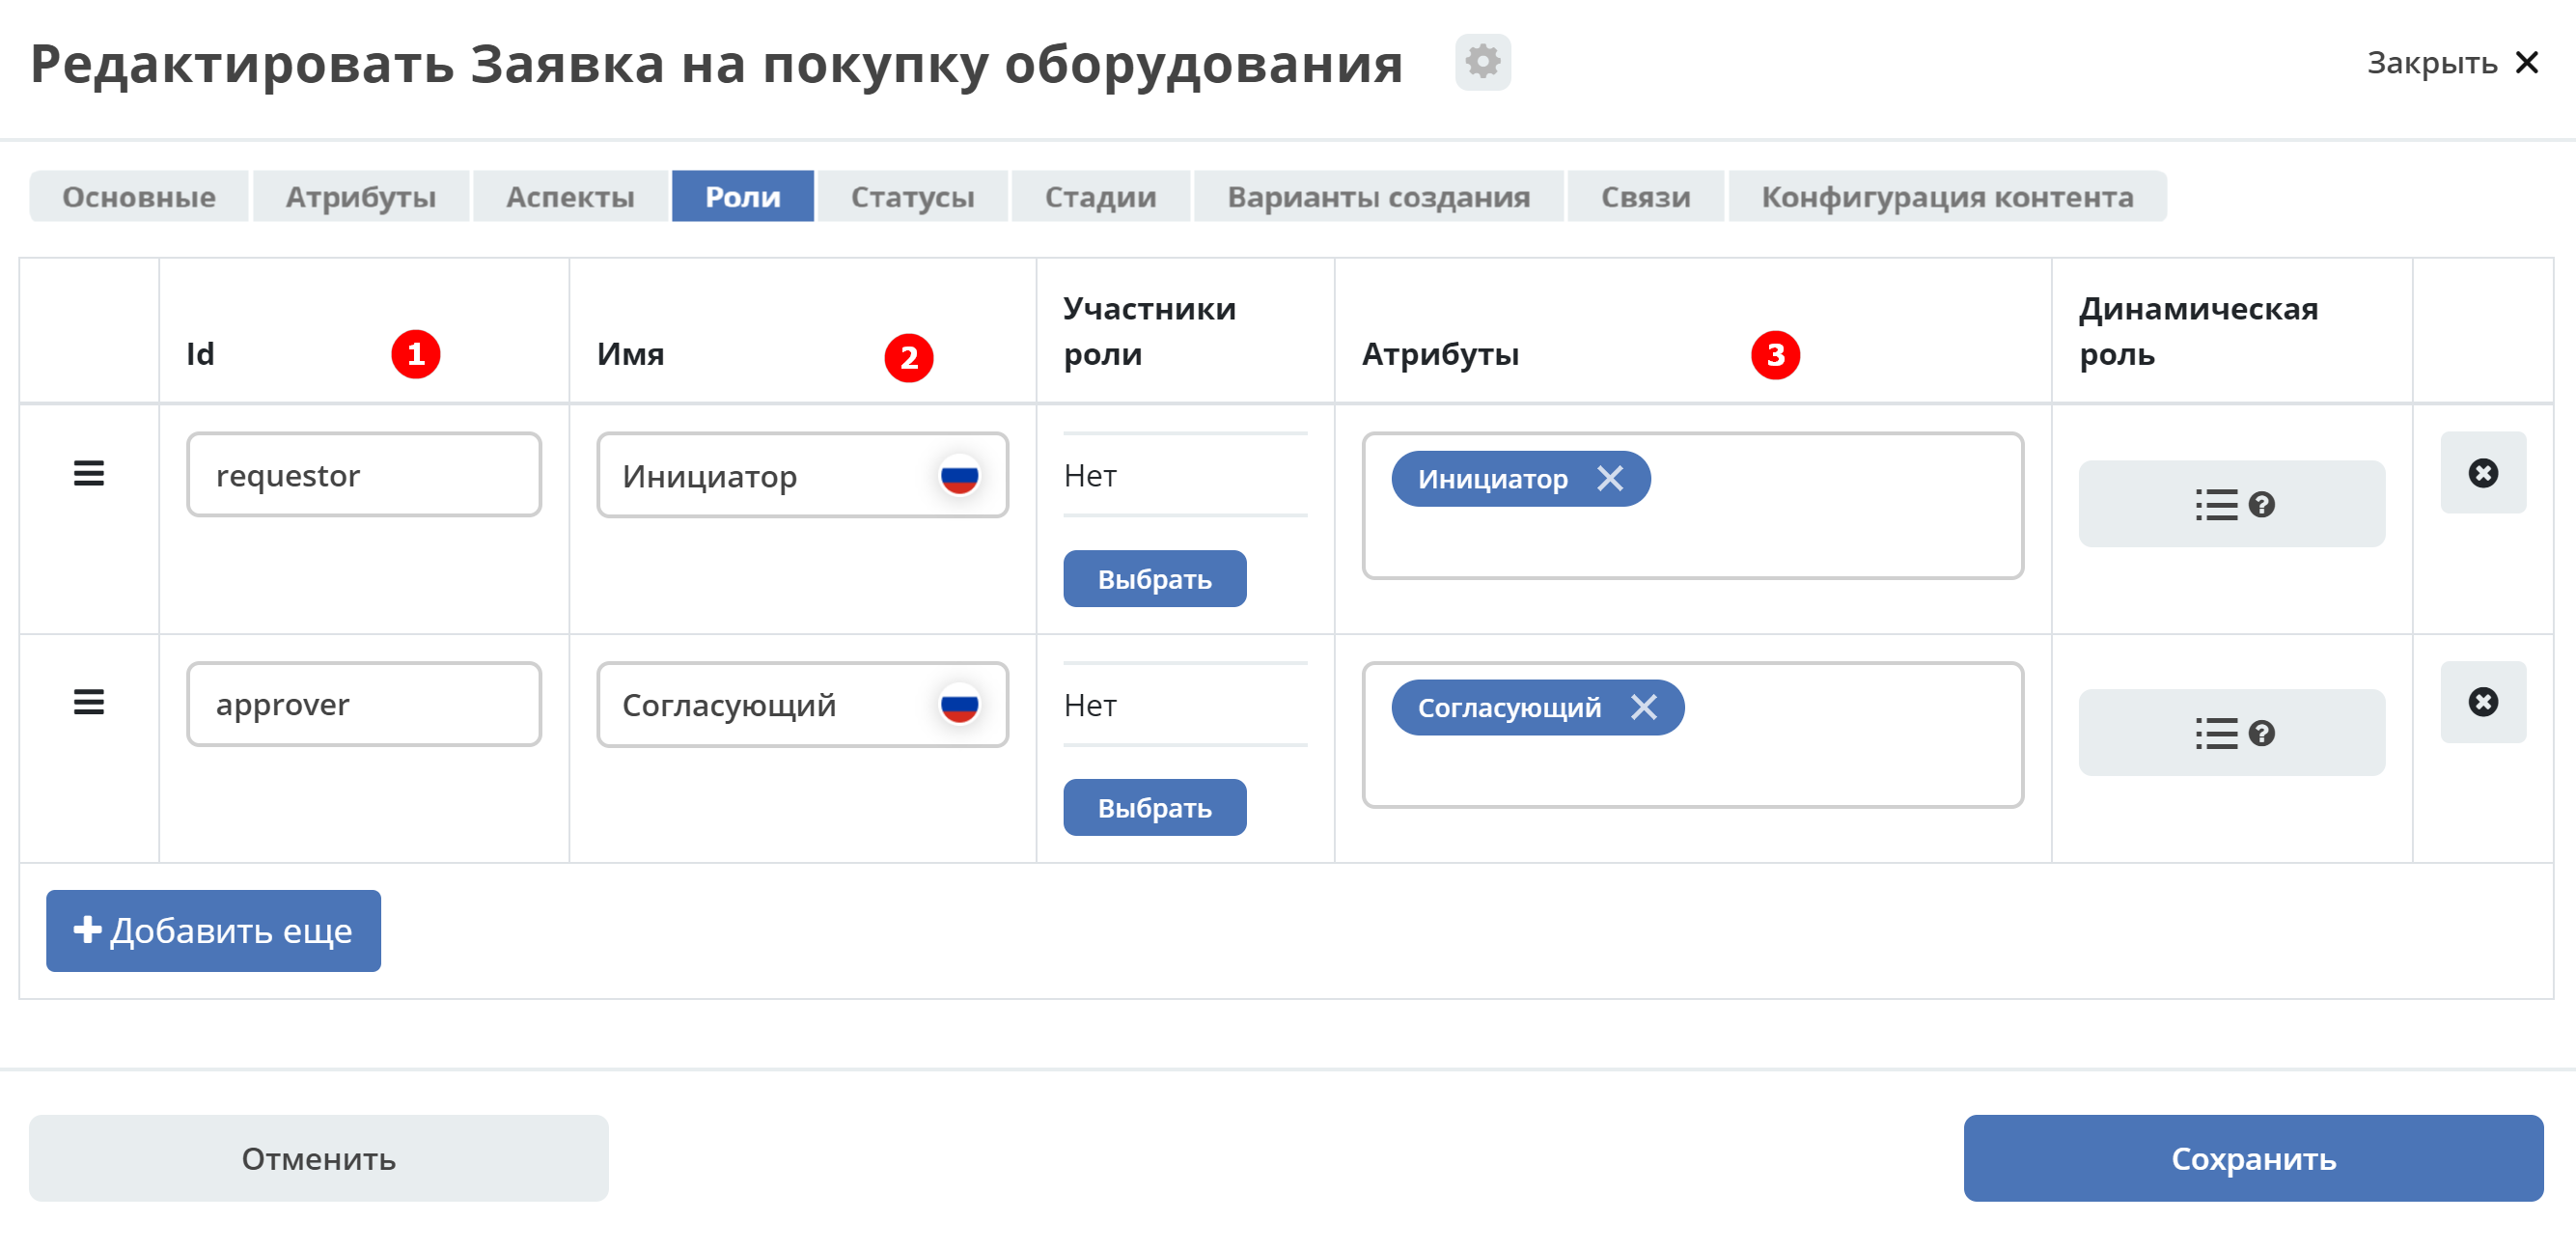 Редактировать Заявка на покупку оборудования
Закрыть
Основные Атрибуты Аспекты Роли Статусы Стадии Варианты создания Связи Конфигурация контента
Id 1 Имя 2 Участники роли Атрибуты 3 Динамическая роль
requestor Инициатор Нет Инициатор
Выбрать
approver Согласующий Нет Согласующий
Выбрать
Добавить еще
Отменить Сохранить